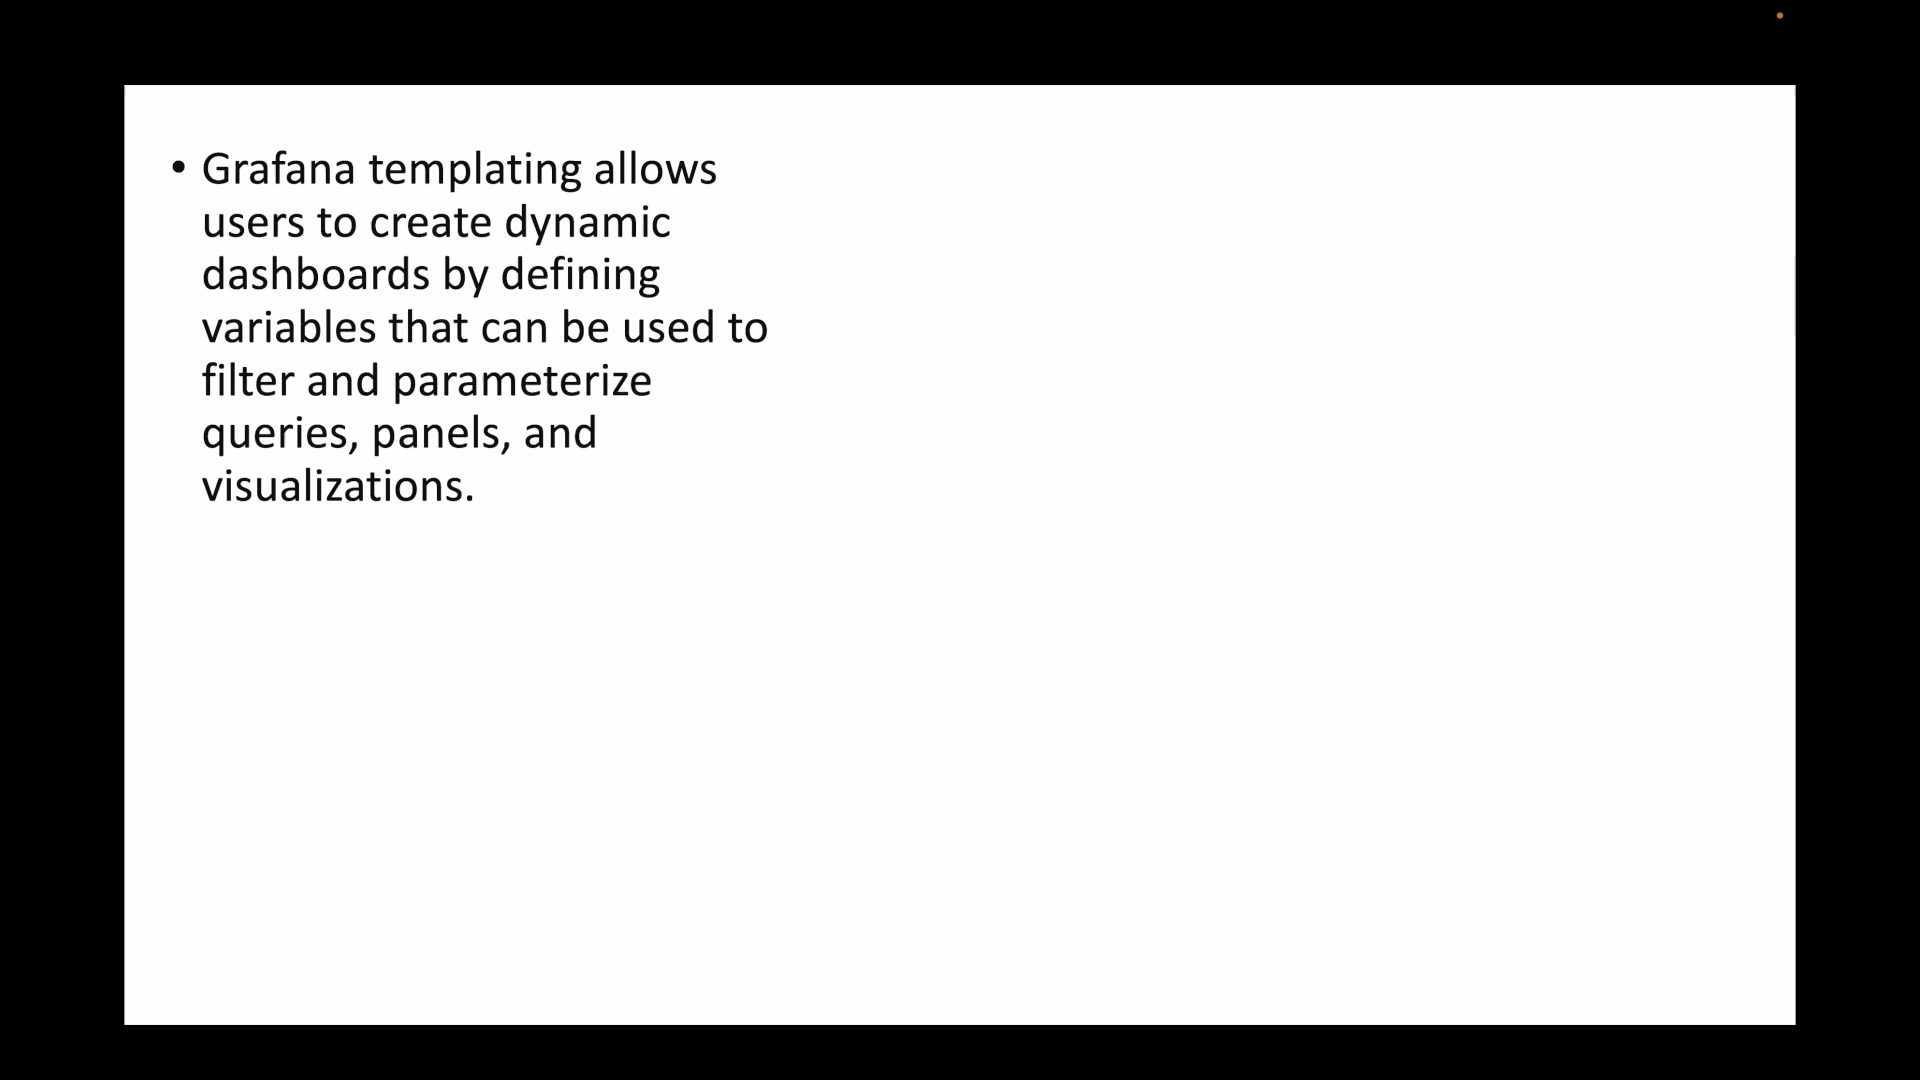 • Grafana templating allows
users to create dynamic
dashboards by defining
variables that can be used to
filter and parameterize
queries, panels, and
visualizations.